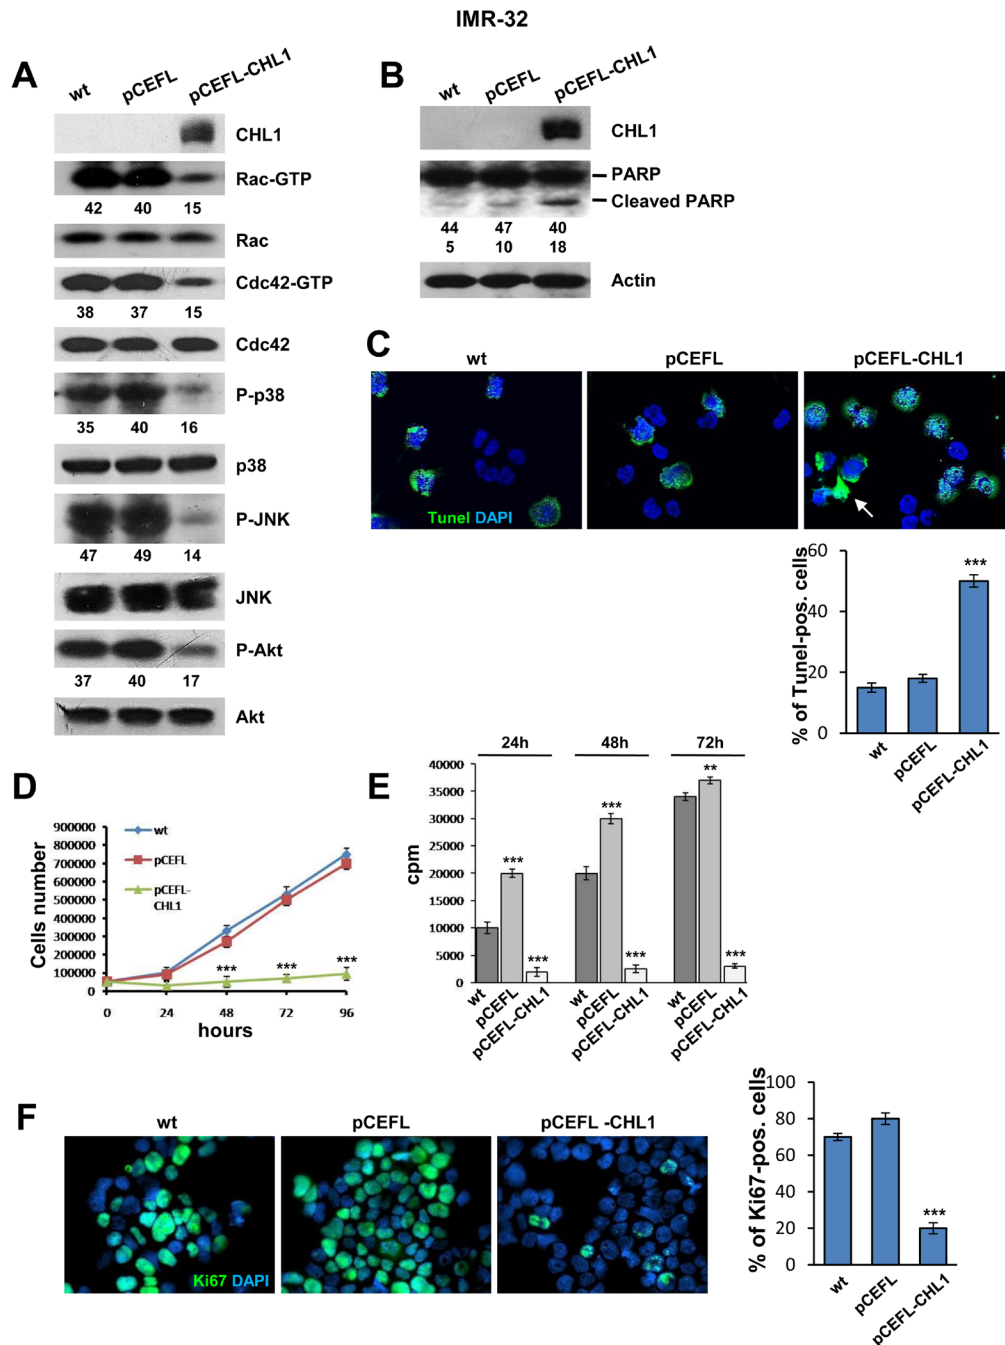 IMR-32
A
wt pCEFL pCEFL-CHL1
CHL1
Rac-GTP
42 40 15
Rac
Cdc42-GTP
38 37 15
Cdc42
P-p38
35 40 16
p38
P-JNK
47 49 14
JNK
P-Akt
37 40 17
Akt
B
wt pCEFL pCEFL-CHL1
CHL1
PARP
Cleaved PARP
44 47 40
5 10 18
Actin
C
wt pCEFL pCEFL-CHL1
Tunel DAPI
% of Tunel-pos. cells
60
40
20
0
***
wt pCEFL pCEFL-CHL1
D
Cells number
900000
800000
700000
600000
500000
400000
300000
200000
100000
0
wt
pCEFL
pCEFL-
CHL1
*** *** ***
0 24 48 72 96
hours
E
24h 48h 72h
cpm
40000
35000
30000
25000
20000
15000
10000
5000
0
*** *** **
*** *** ***
wt pCEFL pCEFL-CHL1 wt pCEFL pCEFL-CHL1 wt pCEFL pCEFL-CHL1
F
wt pCEFL pCEFL -CHL1
Ki67 DAPI
% of Ki67-pos. cells
100
80
60
40
20
0
***
wt pCEFL pCEFL-CHL1